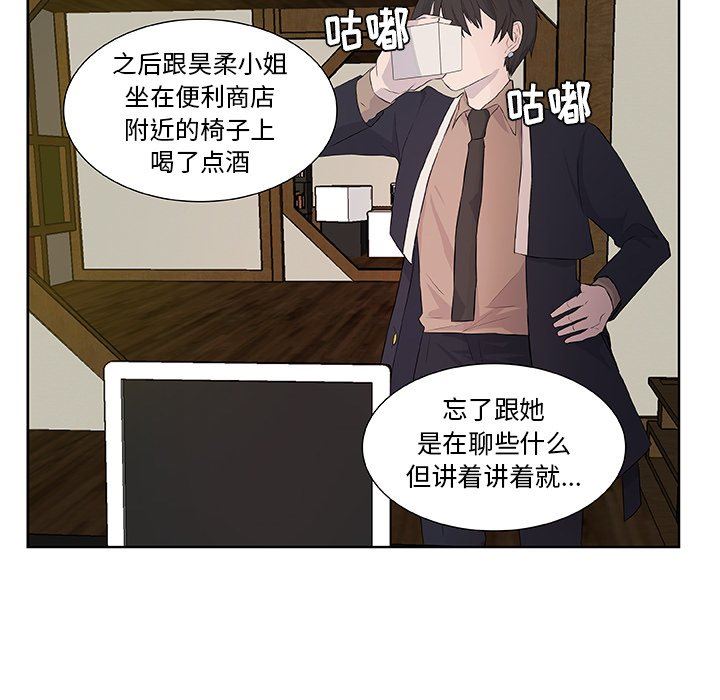 咕嘟
之后跟昊柔小姐
坐在便利商店
附近的椅子上
喝了点酒
咕嘟
忘了跟她
是在聊些什么
但讲着讲着就...